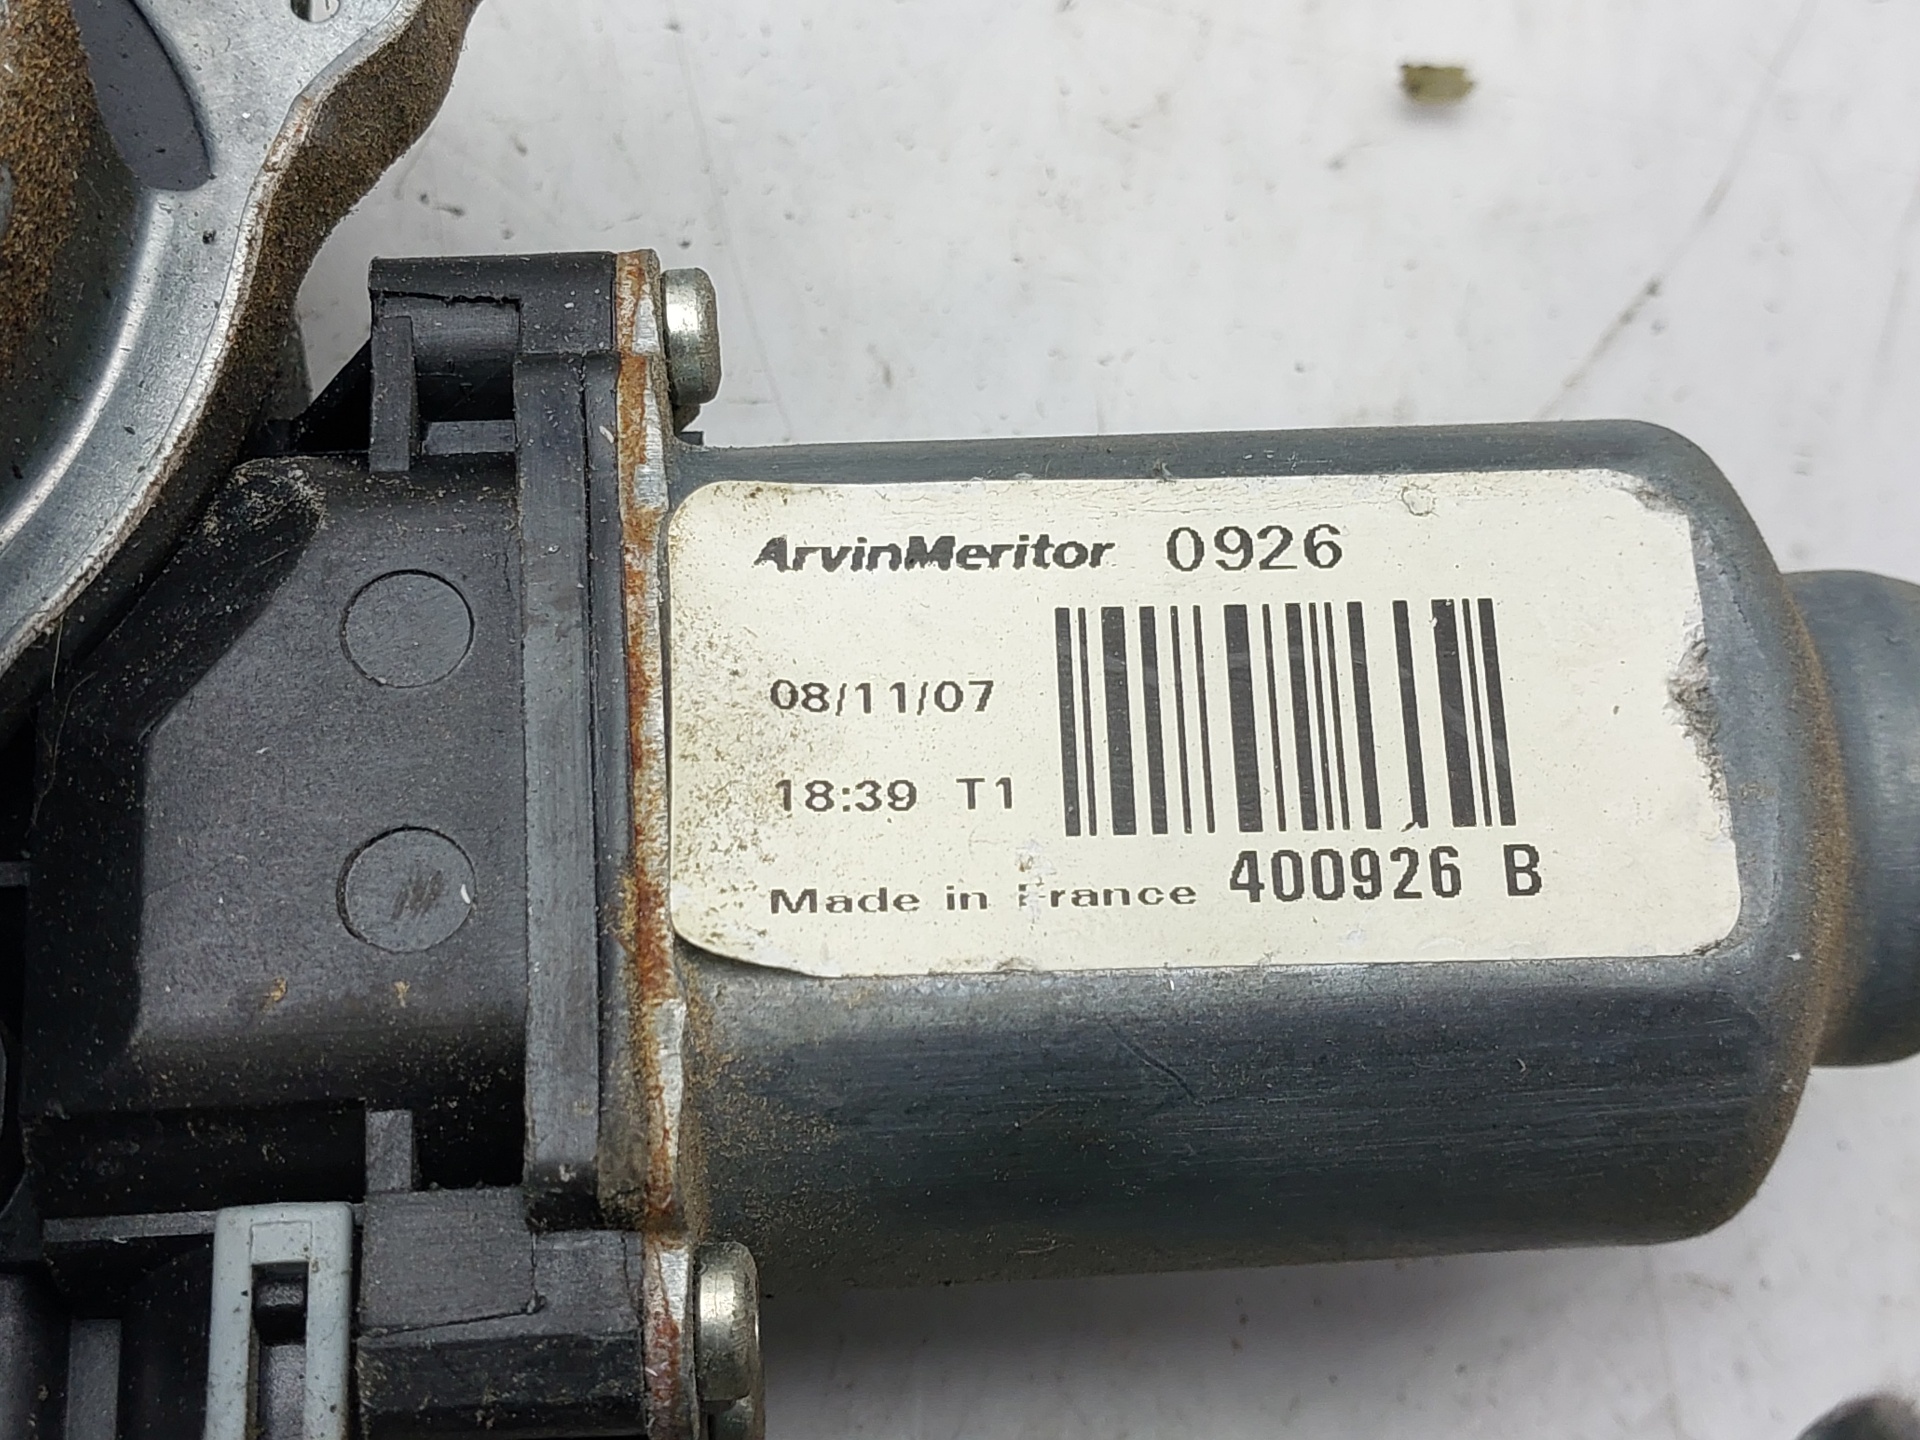 ArvinMeritor 0926
08/11/07
18:39 T1
Made in France 400926 B